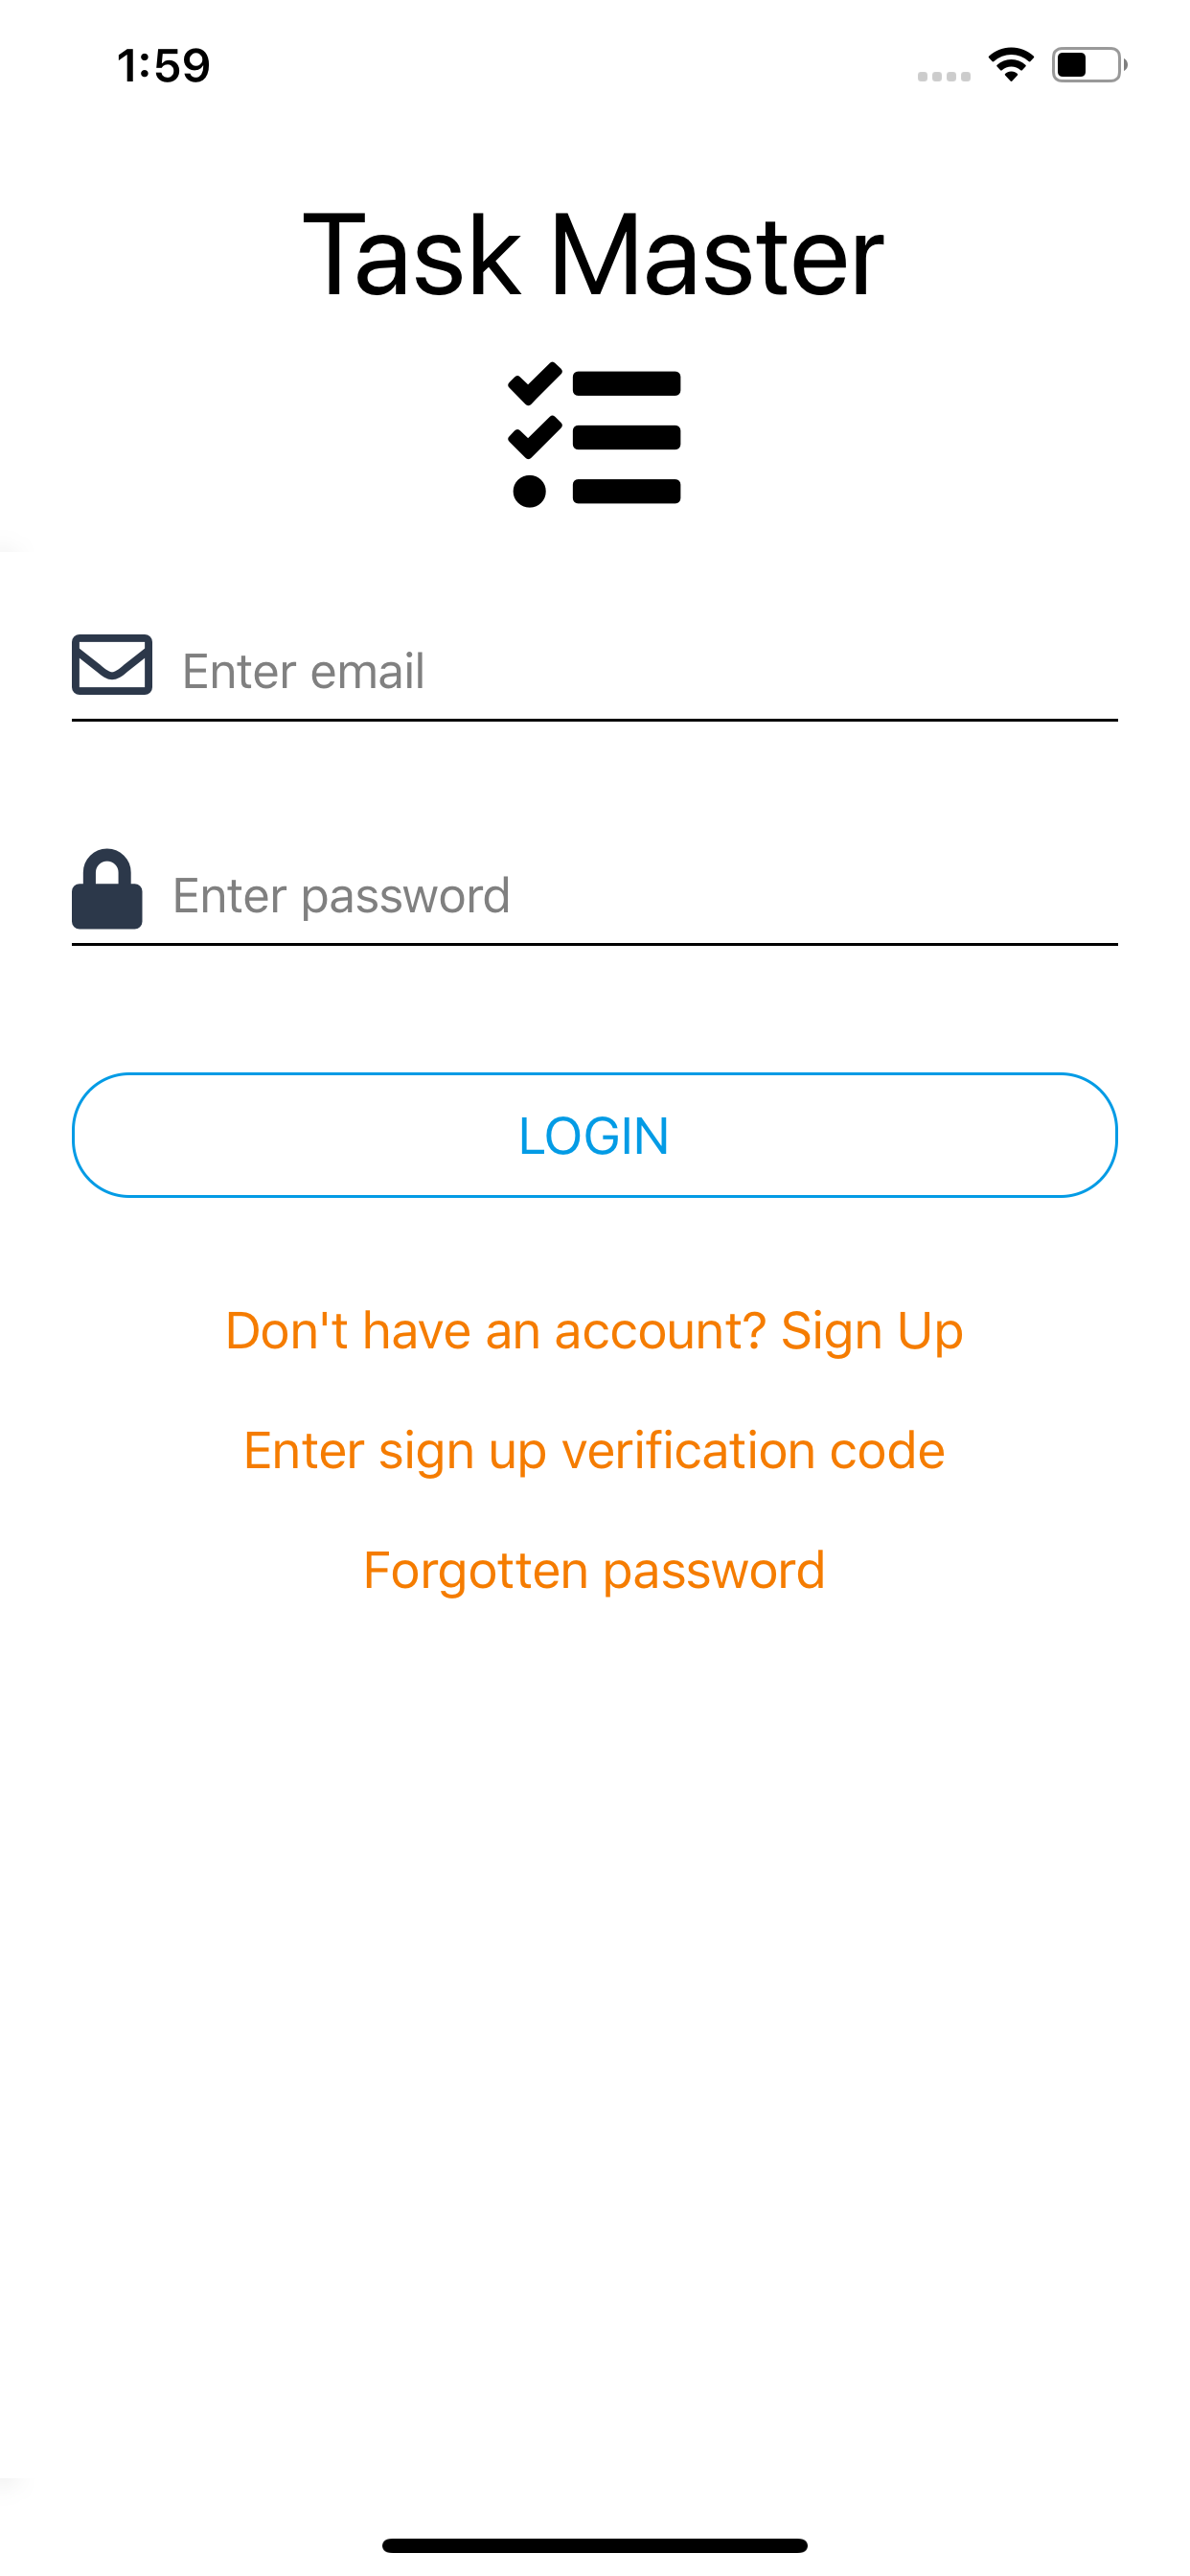 1:59
Task Master
Enter email
Enter password
LOGIN
Don't have an account? Sign Up
Enter sign up verification code
Forgotten password